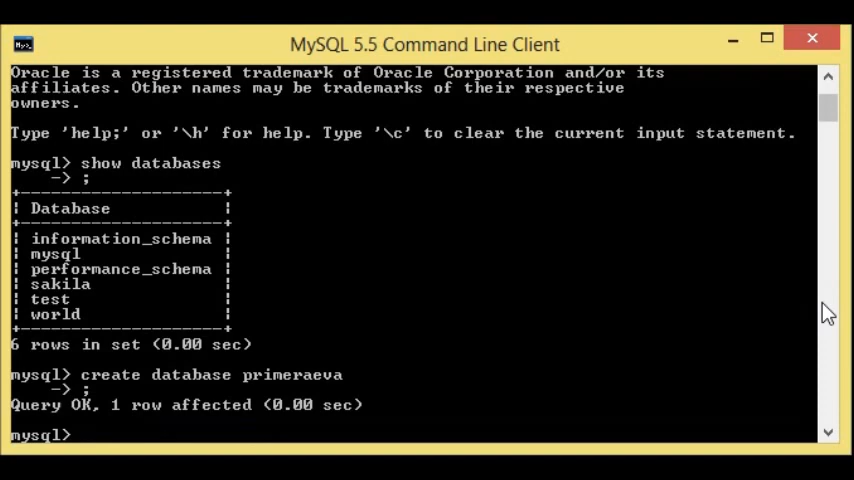 MySQL 5.5 Command Line Client
Oracle is a registered trademark of Oracle Corporation and/or its
affiliates. Other names may be trademarks of their respective
owners.
Type 'help;' or '\h' for help. Type '\c' to clear the current input statement.
mysql> show databases
    -> ;
+--------------------+
| Database           |
+--------------------+
| information_schema |
| mysql              |
| performance_schema |
| sakila             |
| test               |
| world              |
+--------------------+
6 rows in set (0.00 sec)
mysql> create database primeraeva
    -> ;
Query OK, 1 row affected (0.00 sec)
mysql>